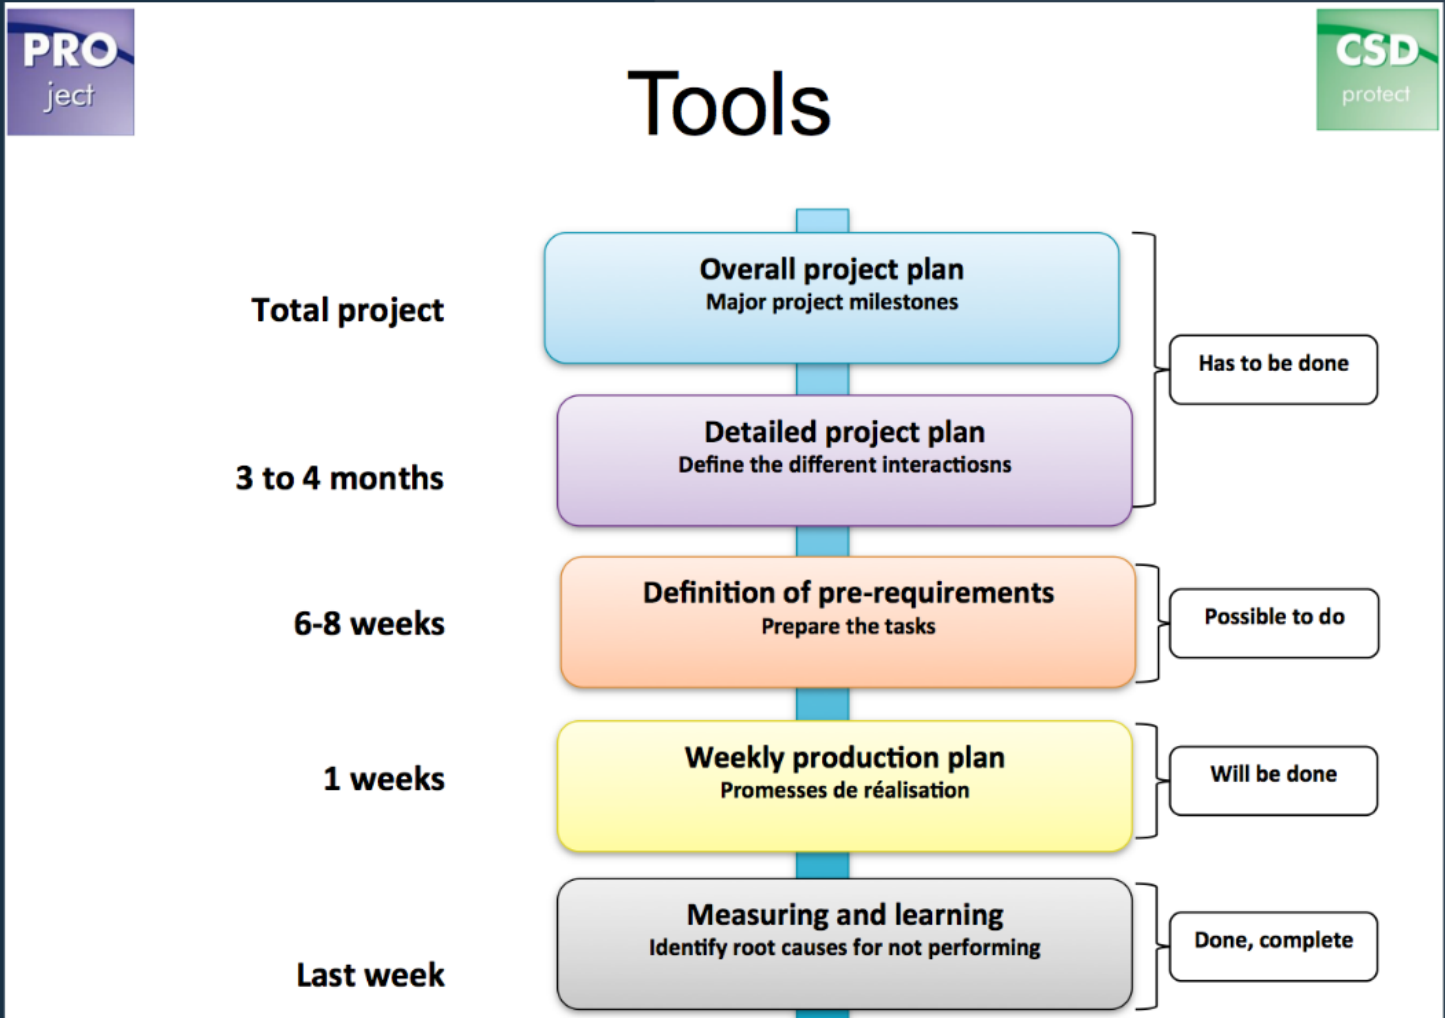 PRO
ject
CSD
protect
Tools
Total project
Overall project plan
Major project milestones
Has to be done
3 to 4 months
Detailed project plan
Define the different interactiosns
6-8 weeks
Definition of pre-requirements
Prepare the tasks
Possible to do
1 weeks
Weekly production plan
Promesses de réalisation
Will be done
Last week
Measuring and learning
Identify root causes for not performing
Done, complete